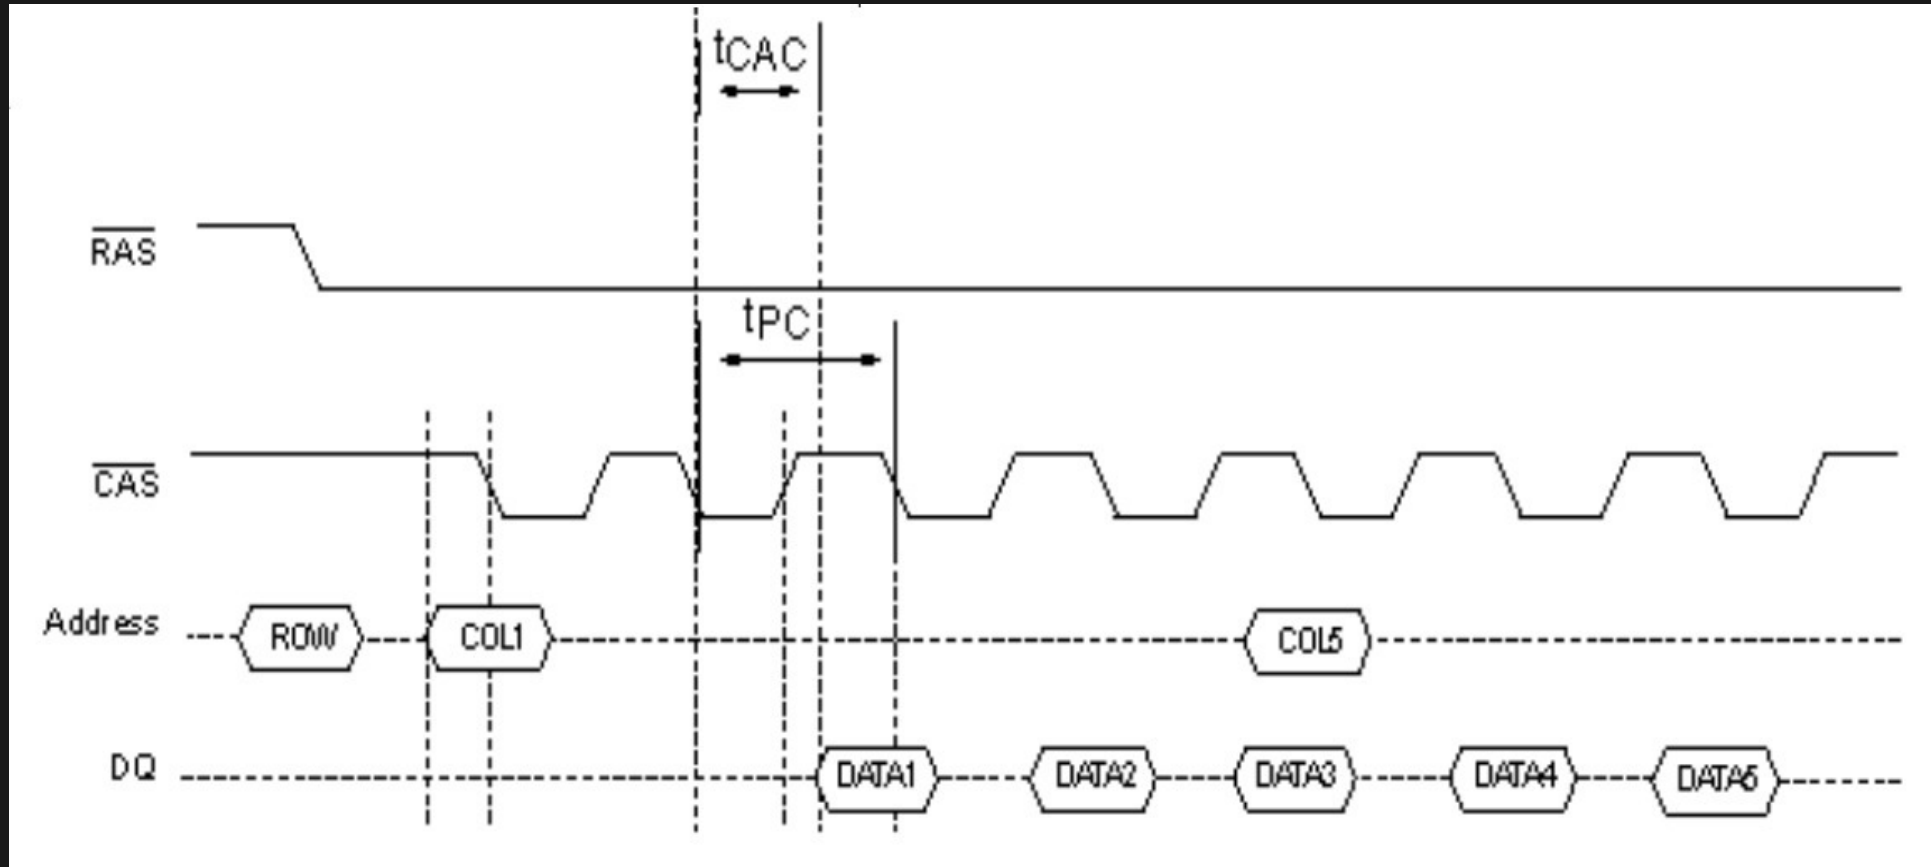 tCAC
RAS
tPC
CAS
Address
ROW
COL1
COL5
DQ
DATA1
DATA2
DATA3
DATA4
DATA5